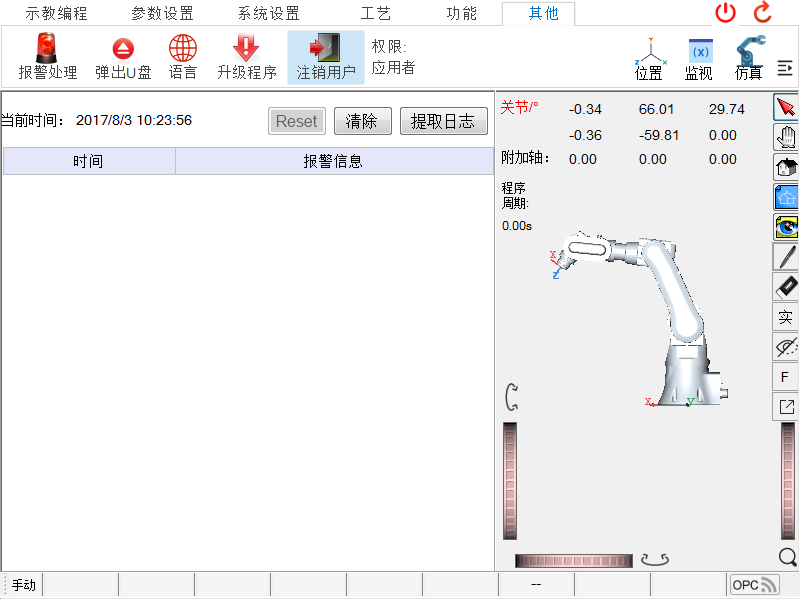 示教编程 参数设置 系统设置 工艺 功能 其他
报警处理 弹出U盘 语言 升级程序 注销用户
权限:
应用者
(x)
位置 监视 仿真
当前时间： 2017/8/3 10:23:56 Reset 清除 提取日志
时间 报警信息
关节/° -0.34 66.01 29.74
-0.36 -59.81 0.00
附加轴： 0.00 0.00 0.00
程序
周期:
0.00s
X
Z
X Y
实
F
手动 -- OPC